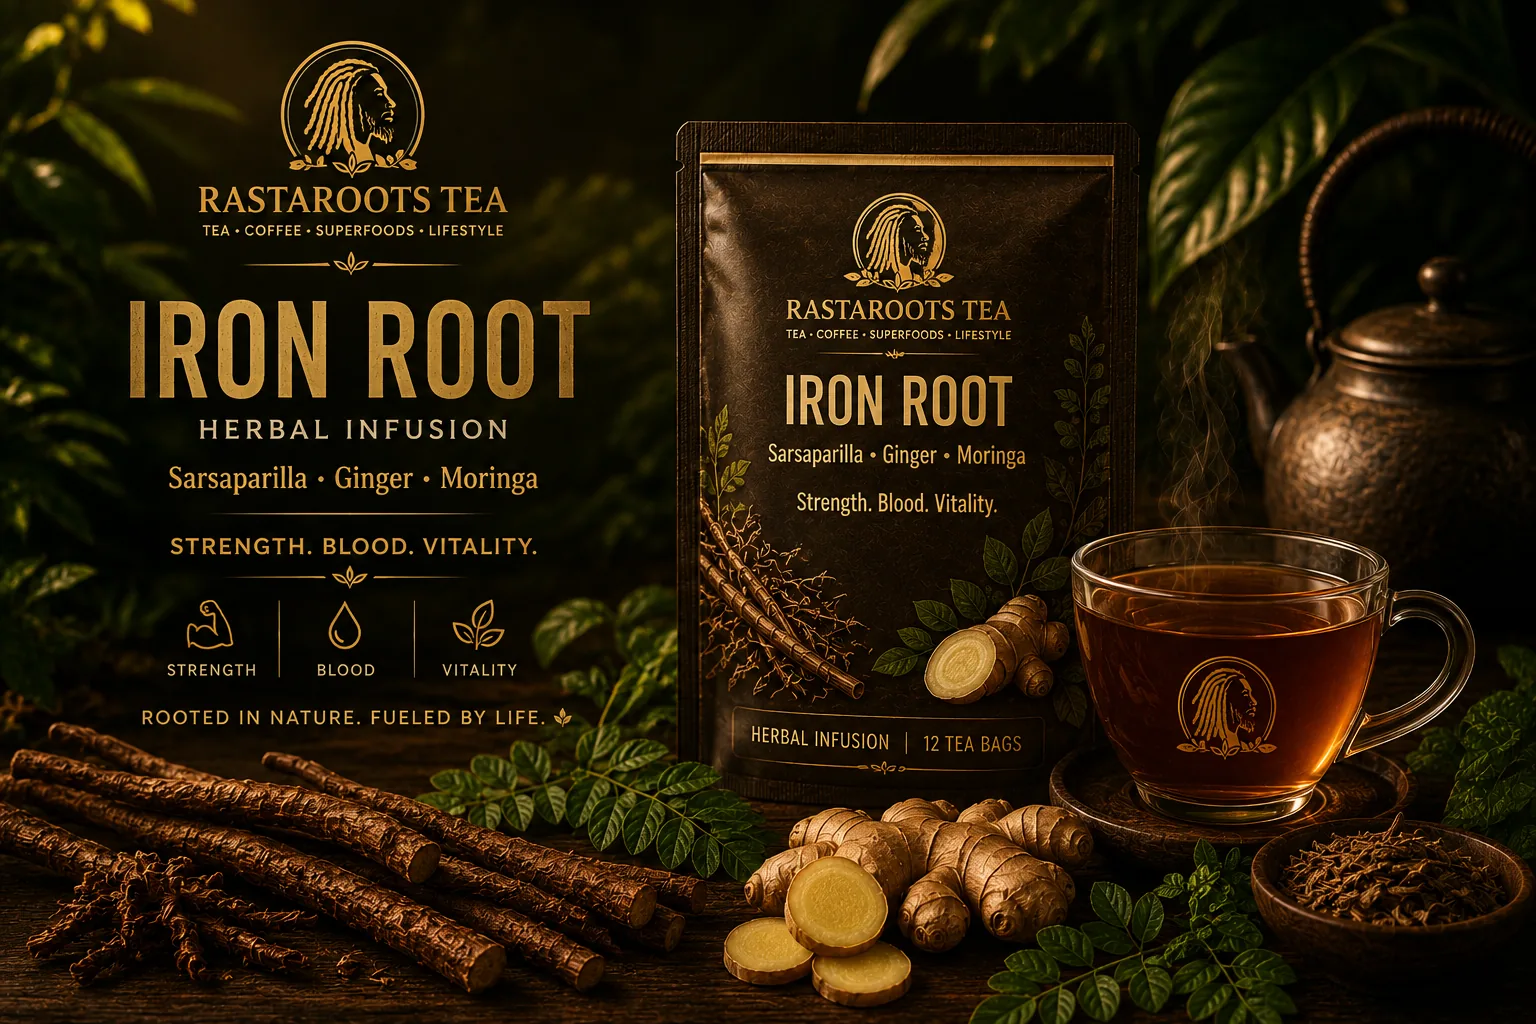 RASTAROOTS TEA
TEA • COFFEE • SUPERFOODS • LIFESTYLE
IRON ROOT
HERBAL INFUSION
Sarsaparilla • Ginger • Moringa
STRENGTH. BLOOD. VITALITY.
STRENGTH
BLOOD
VITALITY
ROOTED IN NATURE. FUELED BY LIFE.
RASTAROOTS TEA
TEA • COFFEE • SUPERFOODS • LIFESTYLE
IRON ROOT
Sarsaparilla • Ginger • Moringa
Strength. Blood. Vitality.
HERBAL INFUSION | 12 TEA BAGS